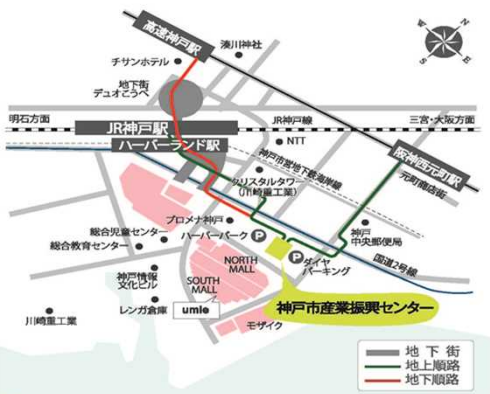 高速神戸駅
湊川神社
チサンホテル
地下街
デュオこうべ
明石方面
JR神戸駅
JR神戸線
三宮・大阪方面
ハーバーランド駅
NTT
阪神西元町駅
神戸市営地下鉄海岸線
元町商店街
クリスタルタワー
(川崎重工業)
プロメナ神戸
総合児童センター
ハーバーパーク
P
神戸
中央郵便局
総合教育センター
P
ダイヤ
パーキング
国道2号線
NORTH
MALL
神戸情報
文化ビル
SOUTH
MALL
神戸市産業振興センター
レンガ倉庫
umie
川崎重工業
モザイク
地下街
地上順路
地下順路
N
W
S
E